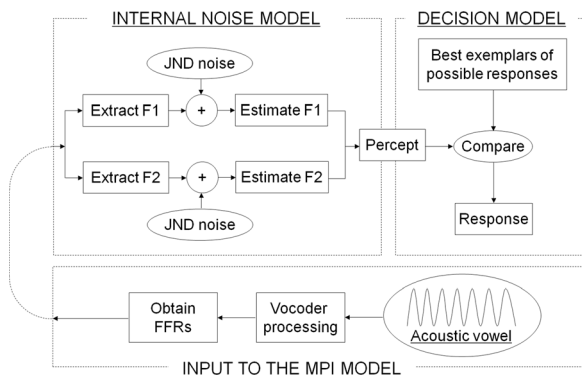 INTERNAL NOISE MODEL
DECISION MODEL
JND noise
Extract F1
+
Estimate F1
Extract F2
+
Estimate F2
JND noise
Percept
Best exemplars of
possible responses
Compare
Response
Obtain
FFRs
Vocoder
processing
Acoustic vowel
INPUT TO THE MPI MODEL